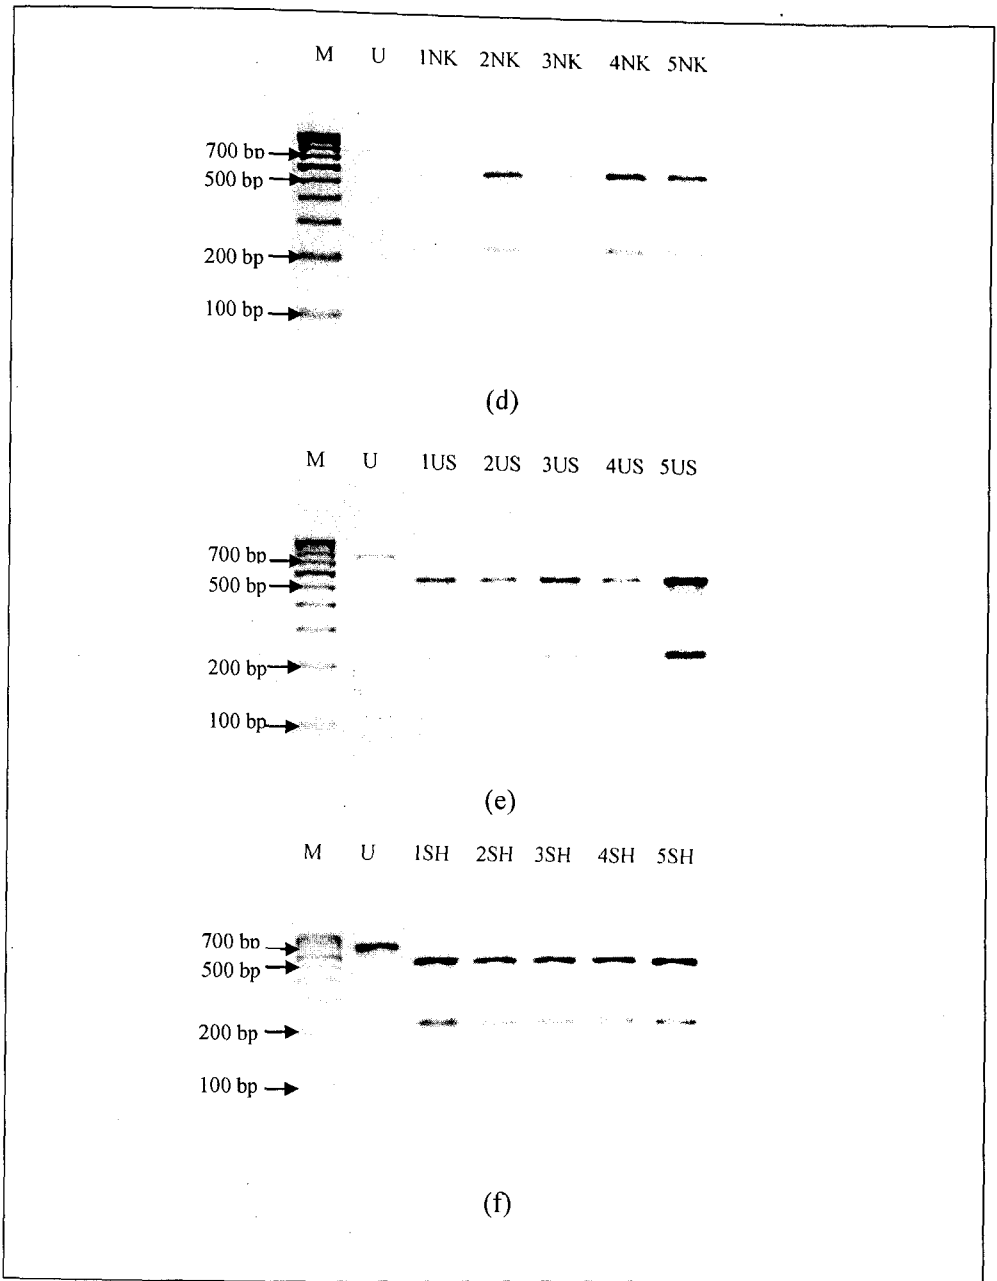 M U 1NK 2NK 3NK 4NK 5NK
700 bp
500 bp
200 bp
100 bp
(d)
M U 1US 2US 3US 4US 5US
700 bp
500 bp
200 bp
100 bp
(e)
M U 1SH 2SH 3SH 4SH 5SH
700 bp
500 bp
200 bp
100 bp
(f)